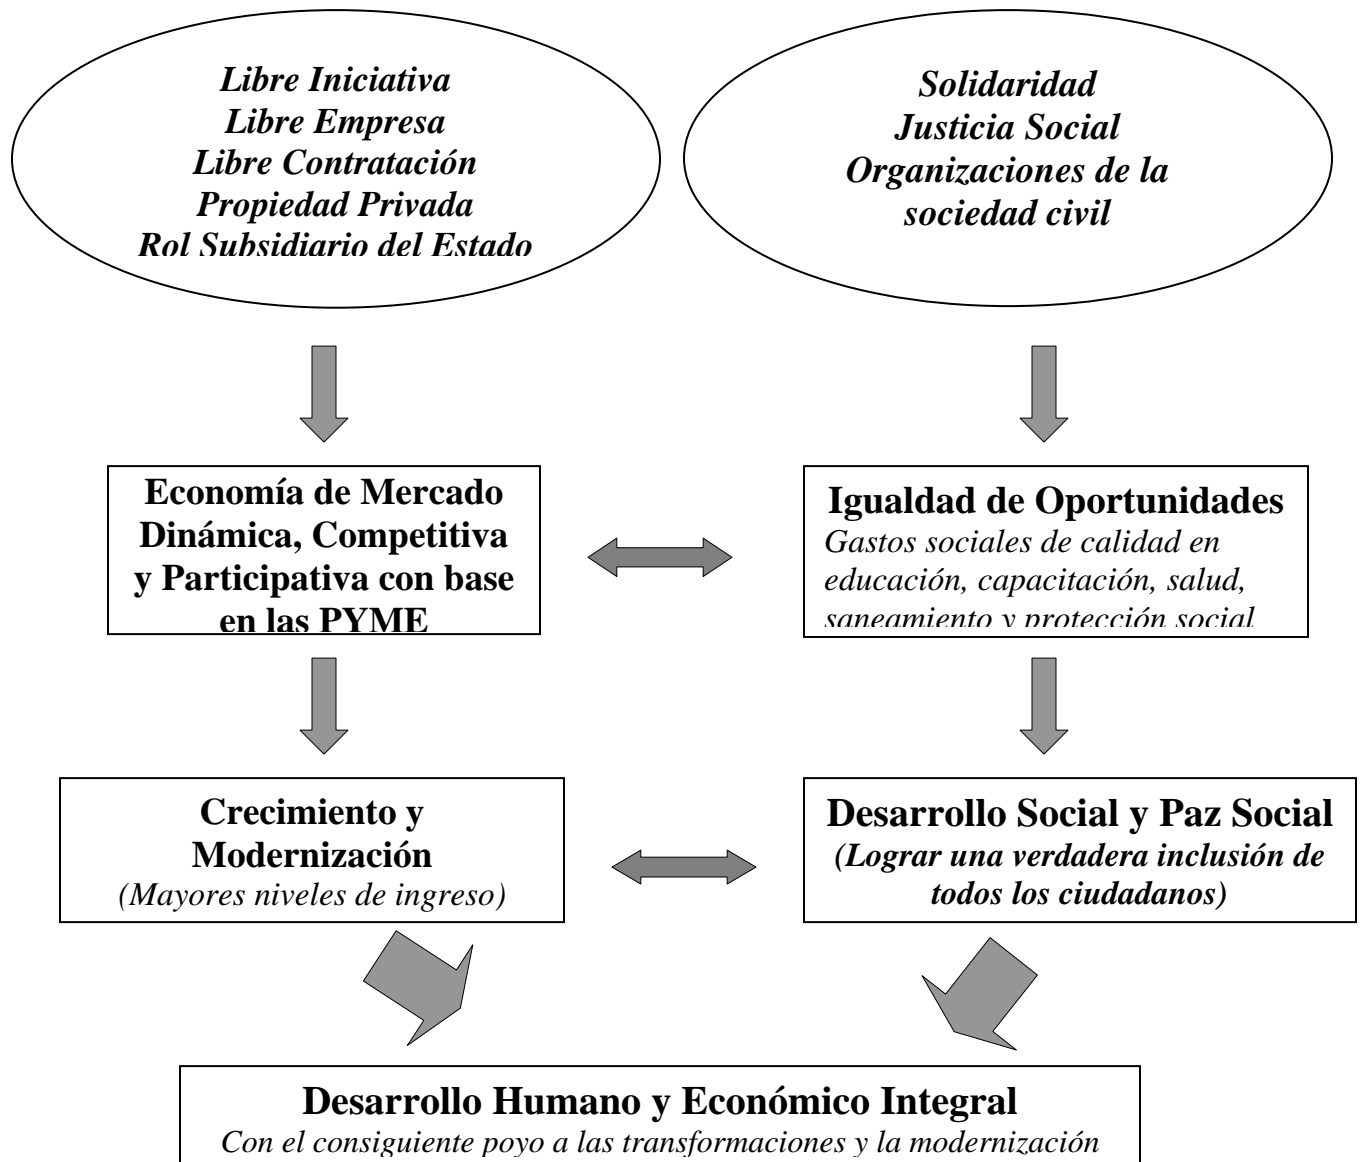 Libre Iniciativa
Libre Empresa
Libre Contratación
Propiedad Privada
Rol Subsidiario del Estado
Solidaridad
Justicia Social
Organizaciones de la
sociedad civil
Economía de Mercado
Dinámica, Competitiva
y Participativa con base
en las PYME
Igualdad de Oportunidades
Gastos sociales de calidad en
educación, capacitación, salud,
saneamiento y protección social
Crecimiento y
Modernización
(Mayores niveles de ingreso)
Desarrollo Social y Paz Social
(Lograr una verdadera inclusión de
todos los ciudadanos)
Desarrollo Humano y Económico Integral
Con el consiguiente poyo a las transformaciones y la modernización